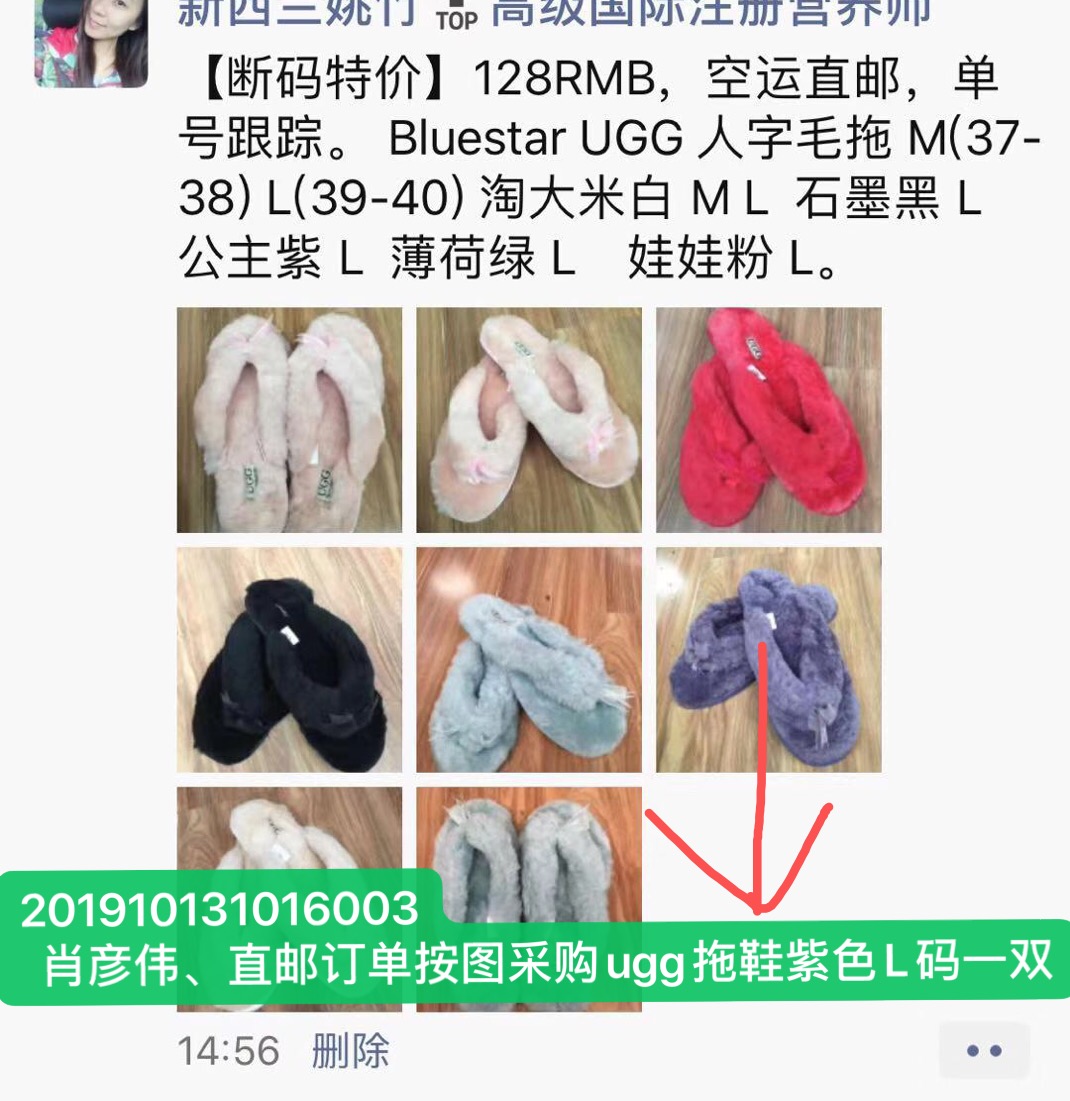 新西兰姚竹 TOP 高级国际注册营养师
【断码特价】128RMB，空运直邮，单
号跟踪。 Bluestar UGG 人字毛拖 M(37-
38) L(39-40) 淘大米白 M L 石墨黑 L
公主紫 L 薄荷绿 L 娃娃粉 L。
UGG
UGG
UGG
UGG
201910131016003
肖彦伟、直邮订单按图采购ugg拖鞋紫色L码一双
14:56 删除